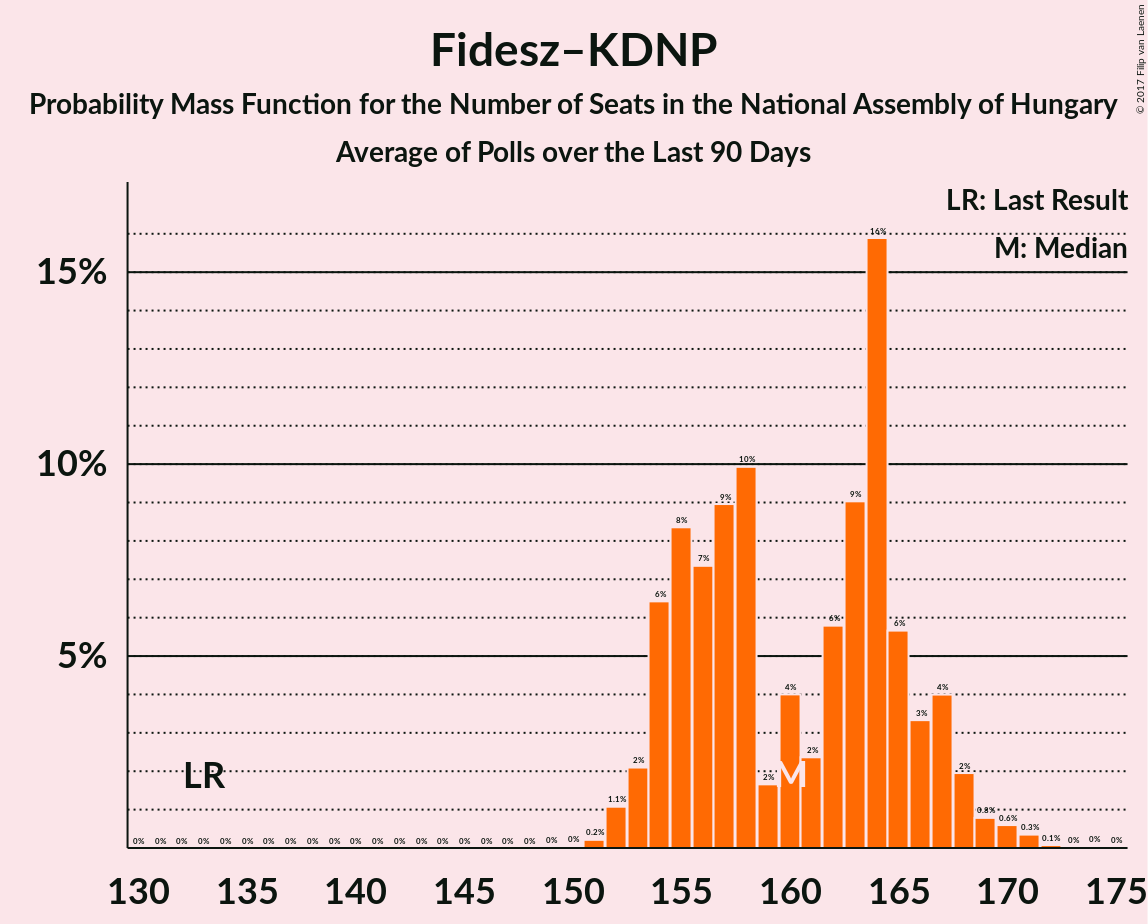 Fidesz–KDNP
Probability Mass Function for the Number of Seats in the National Assembly of Hungary
Average of Polls over the Last 90 Days
© 2017 Filip van Laenen
LR: Last Result
M: Median
15%
10%
5%
0% 0% 0% 0% 0% 0% 0% 0% 0% 0% 0% 0% 0% 0% 0% 0% 0% 0% 0% 0% 0% 0.2% 1.1% 2% 6% 8% 7% 9% 10% 2% 4% 2% 6% 9% 16% 6% 3% 4% 2% 0.8% 0.6% 0.3% 0.1% 0% 0% 0%
LR M
130 135 140 145 150 155 160 165 170 175